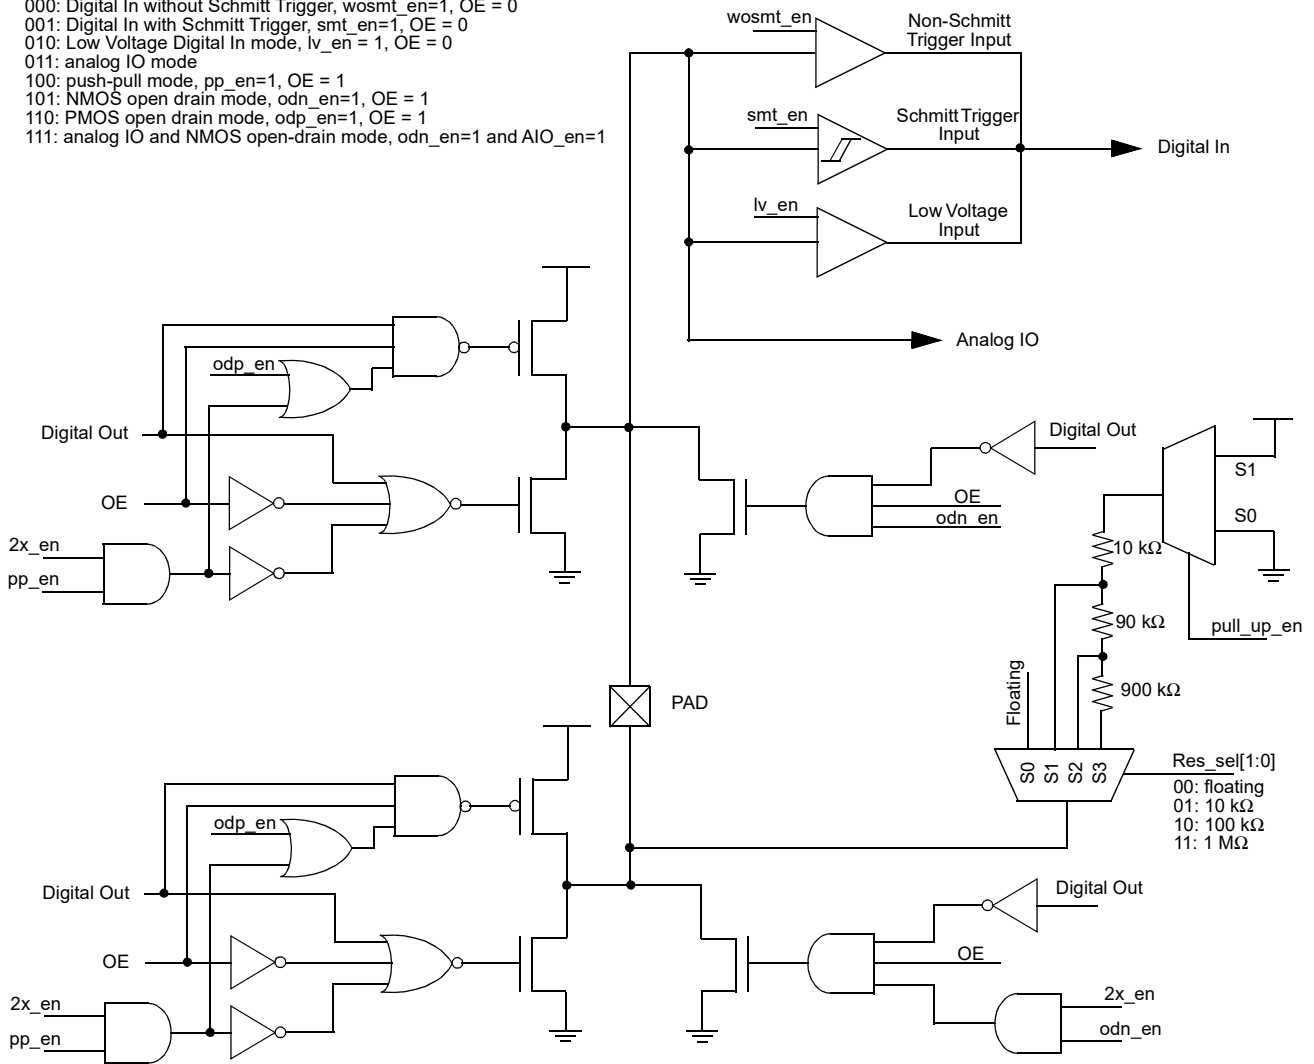 000: Digital In without Schmitt Trigger, wosmt_en=1, OE = 0
001: Digital In with Schmitt Trigger, smt_en=1, OE = 0
010: Low Voltage Digital In mode, lv_en = 1, OE = 0
011: analog IO mode
100: push-pull mode, pp_en=1, OE = 1
101: NMOS open drain mode, odn_en=1, OE = 1
110: PMOS open drain mode, odp_en=1, OE = 1
111: analog IO and NMOS open-drain mode, odn_en=1 and AIO_en=1
wosmt_en
Non-Schmitt
Trigger Input
smt_en
Schmitt Trigger
Input
Digital In
lv_en
Low Voltage
Input
Analog IO
odp_en
Digital Out
OE
2x_en
pp_en
Digital Out
OE
odn_en
S1
S0
10 kΩ
90 kΩ
900 kΩ
pull_up_en
Floating
S0
S1
S2
S3
Res_sel[1:0]
00: floating
01: 10 kΩ
10: 100 kΩ
11: 1 MΩ
PAD
odp_en
Digital Out
OE
2x_en
pp_en
Digital Out
OE
2x_en
odn_en